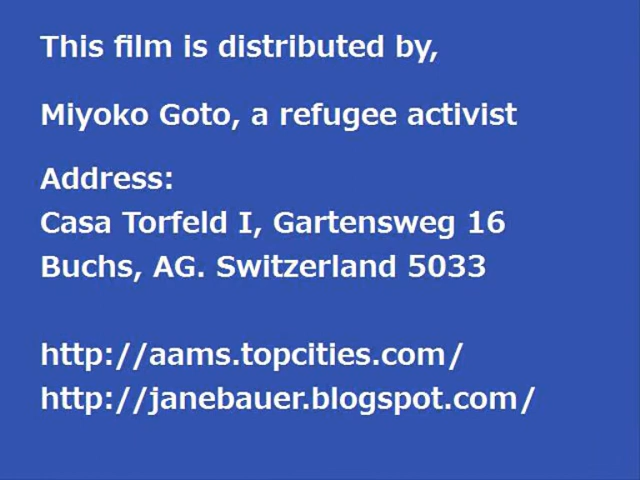 This film is distributed by,
Miyoko Goto, a refugee activist
Address:
Casa Torfeld I, Gartensweg 16
Buchs, AG. Switzerland 5033
http://aams.topcities.com/
http://janebauer.blogspot.com/